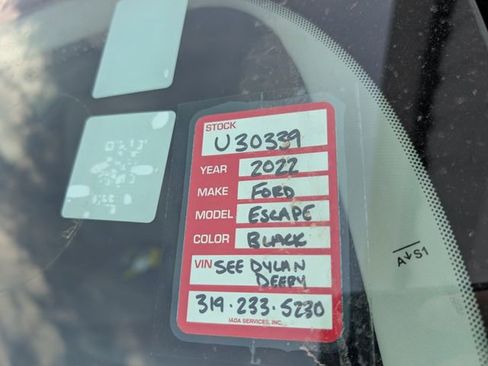 STOCK
U30339
YEAR 2022
MAKE FORD
MODEL ESCAPE
COLOR BLACK
VIN SEE DYLAN
DEERY
319·233·5230
IADA SERVICES, INC.
A↓S1